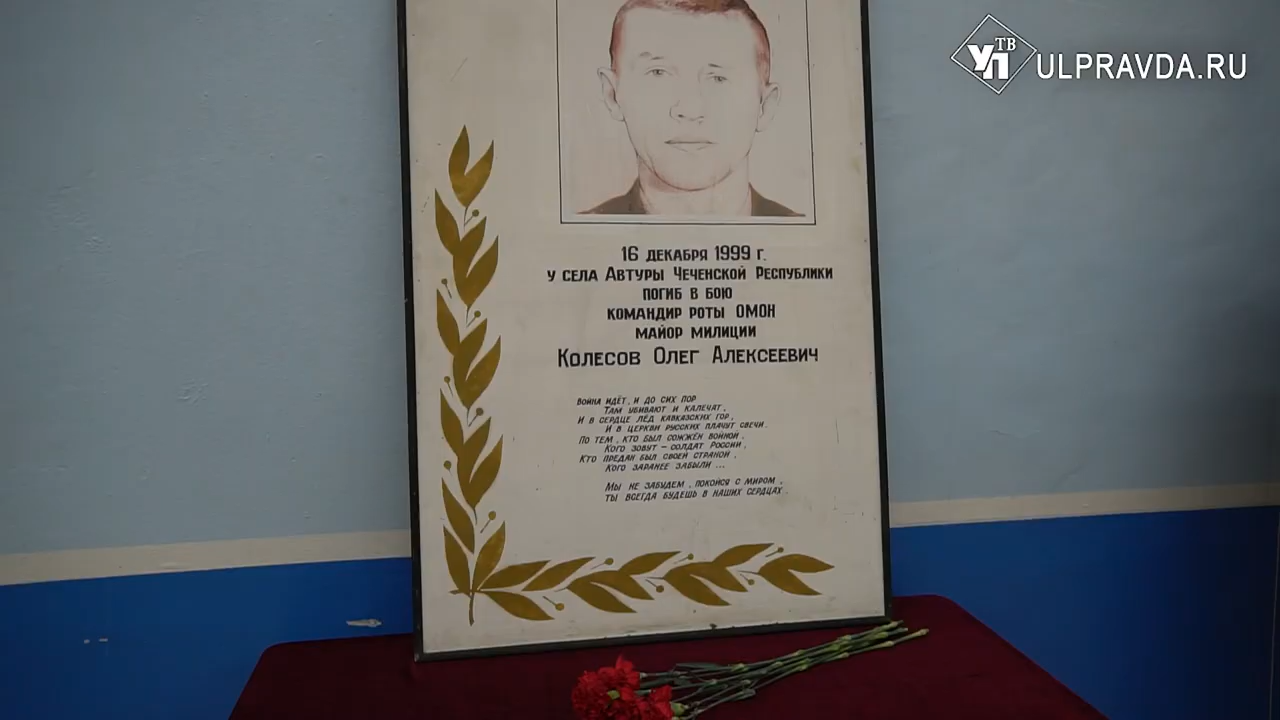 ТВ
УП
ULPRAVDA.RU
16 ДЕКАБРЯ 1999 Г.
У СЕЛА АВТУРЫ ЧЕЧЕНСКОЙ РЕСПУБЛИКИ
ПОГИБ В БОЮ
КОМАНДИР РОТЫ ОМОН
МАЙОР МИЛИЦИИ
КОЛЕСОВ ОЛЕГ АЛЕКСЕЕВИЧ
ВОЙНА ИДЁТ, И ДО СИХ ПОР
ТАМ УБИВАЮТ И КАЛЕЧАТ,
И В СЕРДЦЕ ЛЁД КАВКАЗСКИХ ГОР,
И В ЦЕРКВИ РУССКИХ ПЛАЧУТ СВЕЧИ.
ПО ТЕМ, КТО БЫЛ СОЖЖЁН ВОЙНОЙ,
КОГО ЗОВУТ – СОЛДАТ РОССИИ,
КТО ПРЕДАН БЫЛ СВОЕЙ СТРАНОЙ,
КОГО ЗАРАНЕЕ ЗАБЫЛИ ...
МЫ НЕ ЗАБУДЕМ, ПОКОЙСЯ С МИРОМ,
ТЫ ВСЕГДА БУДЕШЬ В НАШИХ СЕРДЦАХ.